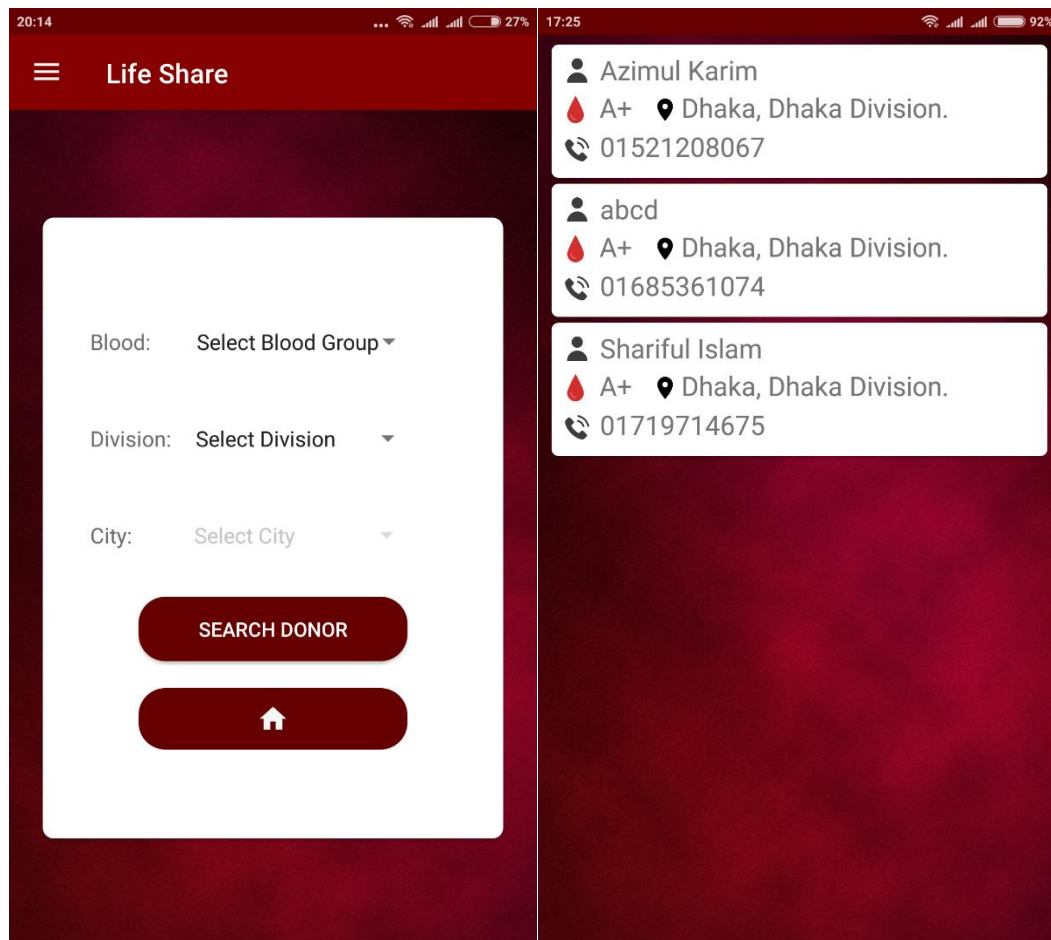 20:14 ... 27%
Life Share
Blood: Select Blood Group
Division: Select Division
City: Select City
SEARCH DONOR
17:25 92%
Azimul Karim
A+ Dhaka, Dhaka Division.
01521208067
abcd
A+ Dhaka, Dhaka Division.
01685361074
Shariful Islam
A+ Dhaka, Dhaka Division.
01719714675